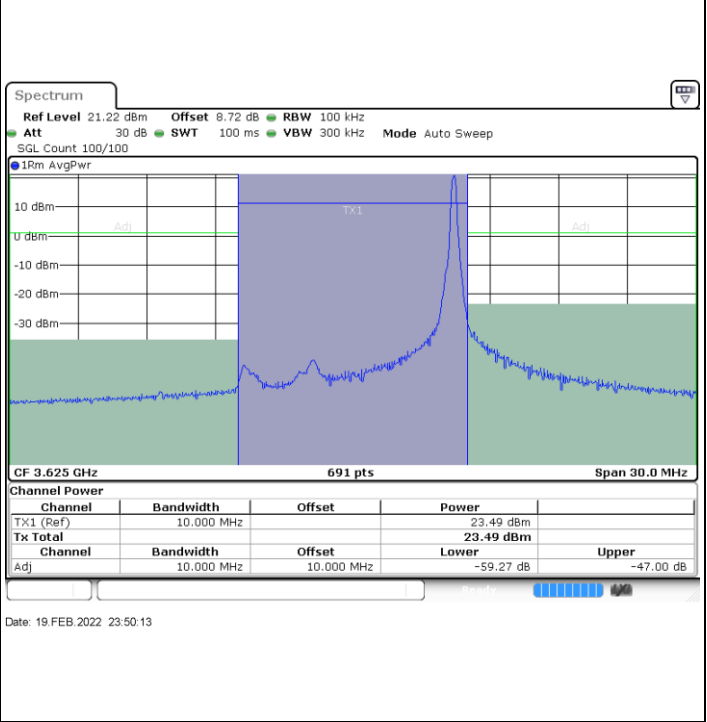 Spectrum
Ref Level 21.22 dBm Offset 8.72 dB RBW 100 kHz
Att 30 dB SWT 100 ms VBW 300 kHz Mode Auto Sweep
SGL Count 100/100
1Rm AvgPwr
10 dBm
TX1
Adj Adj
0 dBm
-10 dBm
-20 dBm
-30 dBm
CF 3.625 GHz 691 pts Span 30.0 MHz
Channel Power
Channel Bandwidth Offset Power
TX1 (Ref) 10.000 MHz 23.49 dBm
Tx Total 23.49 dBm
Channel Bandwidth Offset Lower Upper
Adj 10.000 MHz 10.000 MHz -59.27 dB -47.00 dB
Ready
Date: 19.FEB.2022 23:50:13